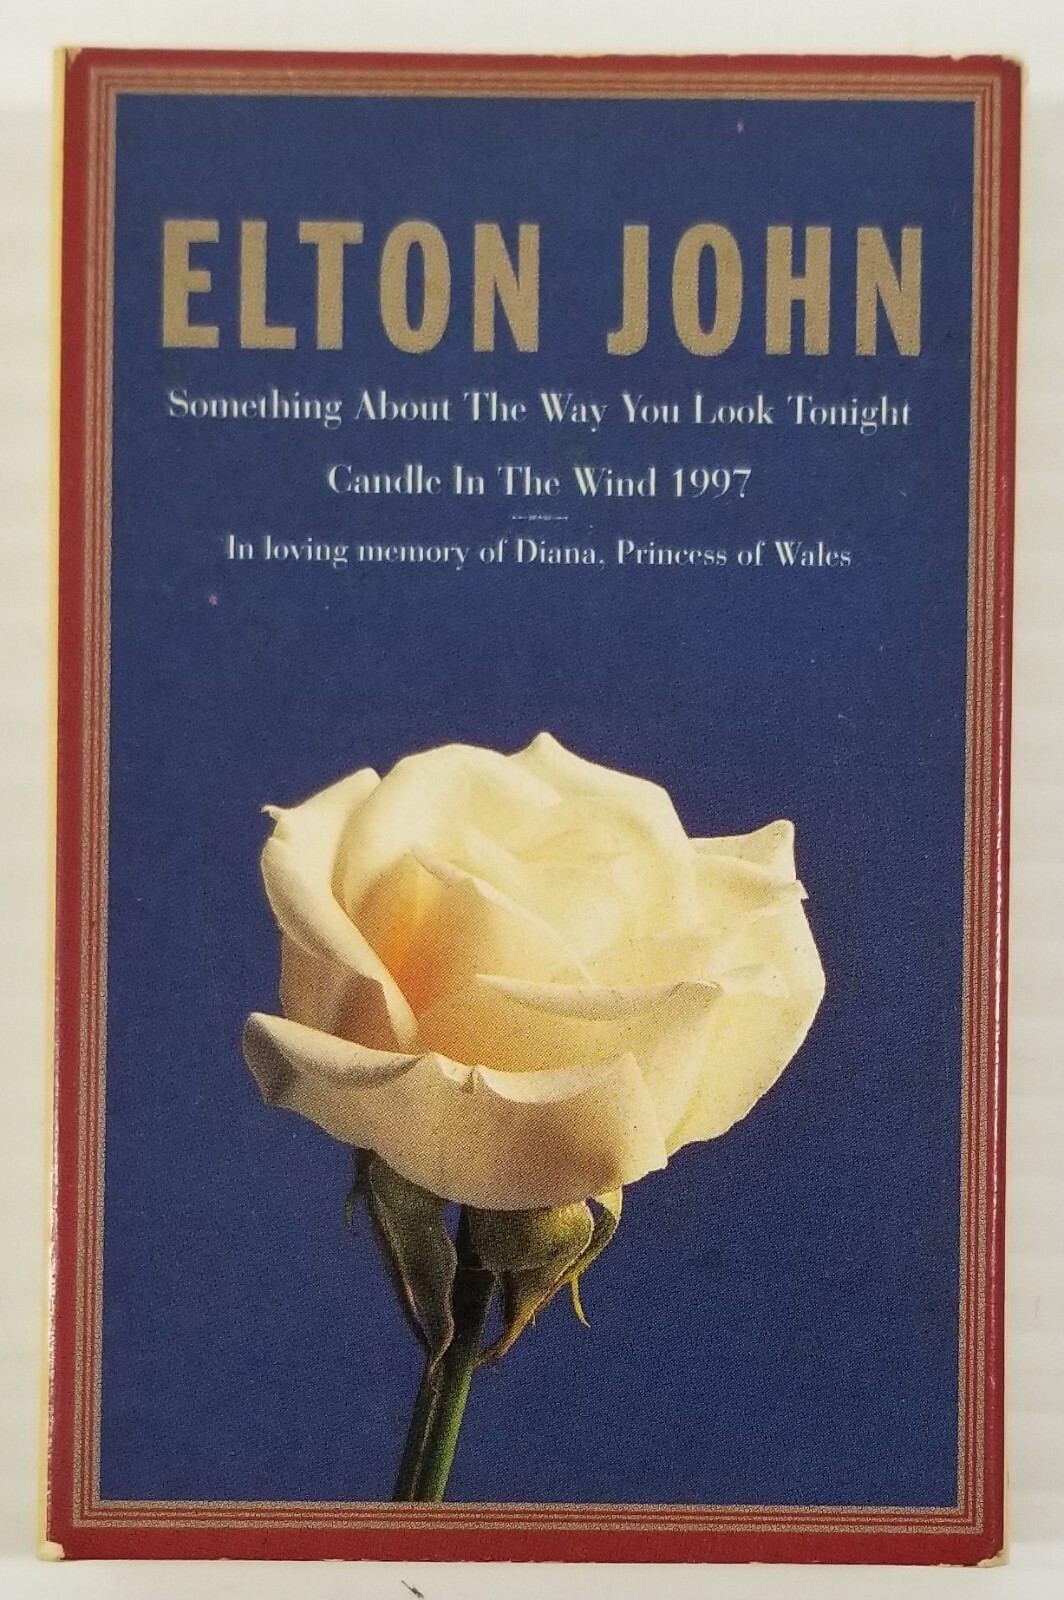 ELTON JOHN
Something About The Way You Look Tonight
Candle In The Wind 1997
In loving memory of Diana, Princess of Wales